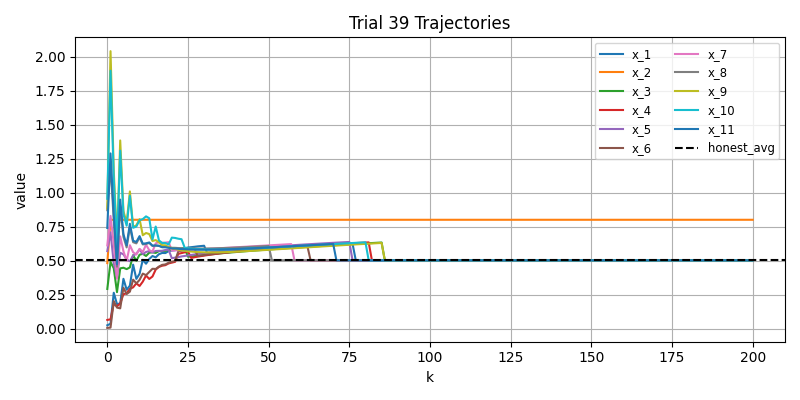 Trial 39 Trajectories
value
2.00
1.75
1.50
1.25
1.00
0.75
0.50
0.25
0.00
x_1
x_2
x_3
x_4
x_5
x_6
x_7
x_8
x_9
x_10
x_11
honest_avg
0 25 50 75 100 125 150 175 200
k